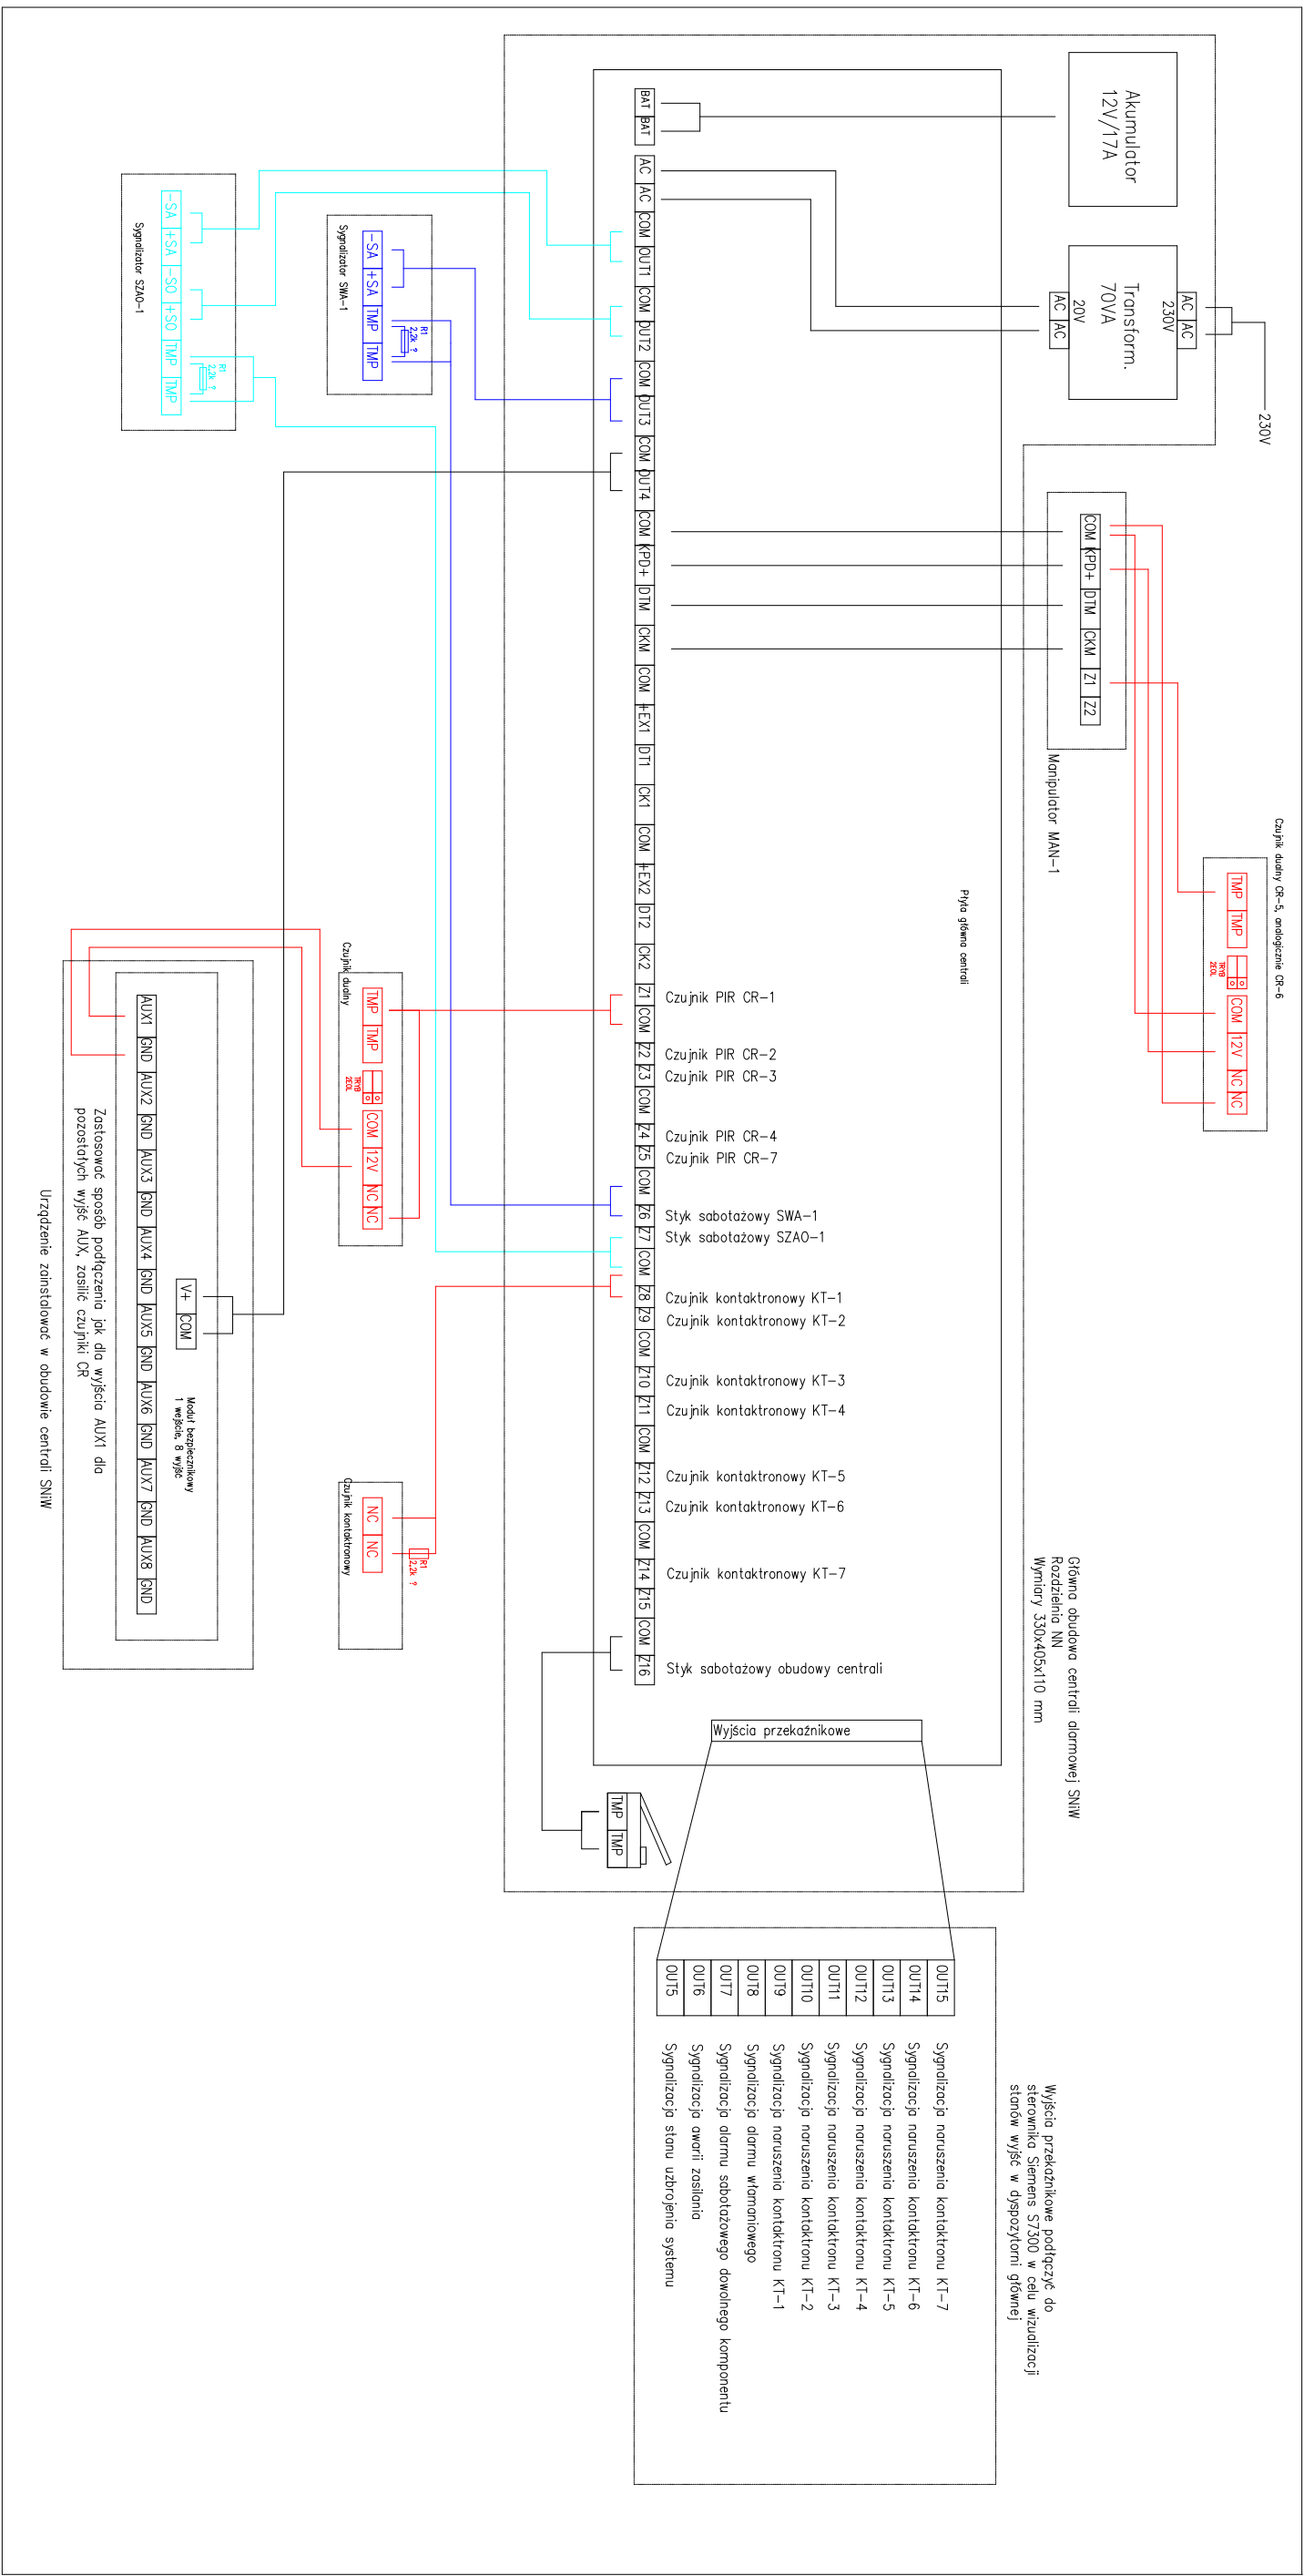 Akumulator
12V/17A
Transform.
70VA
AC AC
230V
20V
AC AC
230V
BAT BAT AC AC COM OUT1 COM OUT2 COM OUT3 COM OUT4 COM KPD+ DTM CKM COM +EX1 DT1 CK1 COM +EX2 DT2 CK2 Z1 COM Z2 Z3 COM Z4 Z5 COM Z6 Z7 COM Z8 Z9 COM Z10 Z11 COM Z12 Z13 COM Z14 Z15 COM Z16
Płyta główna centrali
Czujnik PIR CR-1
Czujnik PIR CR-2
Czujnik PIR CR-3
Czujnik PIR CR-4
Czujnik PIR CR-7
Styk sabotażowy SWA-1
Styk sabotażowy SZAO-1
Czujnik kontaktronowy KT-1
Czujnik kontaktronowy KT-2
Czujnik kontaktronowy KT-3
Czujnik kontaktronowy KT-4
Czujnik kontaktronowy KT-5
Czujnik kontaktronowy KT-6
Czujnik kontaktronowy KT-7
Styk sabotażowy obudowy centrali
Wyjścia przekaźnikowe
TMP TMP
Główna obudowa centrali alarmowej SNiW
Rozdzielnia NN
Wymiary 330x405x110 mm
COM KPD+ DTM CKM Z1 Z2
Manipulator MAN-1
Czujnik dualny CR-5, analogicznie CR-6
TMP TMP
TRYB
2EOL
COM 12V NC NC
-SA +SA -SO +SO TMP TMP
R1
2,2k ?
Sygnalizator SZAO-1
-SA +SA TMP TMP
R1
2,2k ?
Sygnalizator SWA-1
Czujnik dualny
TMP TMP
TRYB
2EOL
COM 12V NC NC
Czujnik kontaktronowy
NC NC
R1
2,2k ?
V+ COM
Moduł bezpiecznikowy
1 wejście, 8 wyjść
AUX1 GND AUX2 GND AUX3 GND AUX4 GND AUX5 GND AUX6 GND AUX7 GND AUX8 GND
Zastosować sposób podłączenia jak dla wyjścia AUX1 dla
pozostałych wyjść AUX, zasilić czujniki CR
Urządzenie zainstalować w obudowie centrali SNiW
Wyjścia przekaźnikowe podłączyć do
sterownika Siemens S7300 w celu wizualizacji
stanów wyjść w dyspozytorni głównej
OUT15 Sygnalizacja naruszenia kontaktronu KT-7
OUT14 Sygnalizacja naruszenia kontaktronu KT-6
OUT13 Sygnalizacja naruszenia kontaktronu KT-5
OUT12 Sygnalizacja naruszenia kontaktronu KT-4
OUT11 Sygnalizacja naruszenia kontaktronu KT-3
OUT10 Sygnalizacja naruszenia kontaktronu KT-2
OUT9 Sygnalizacja naruszenia kontaktronu KT-1
OUT8 Sygnalizacja alarmu włamaniowego
OUT7 Sygnalizacja alarmu sabotażowego dowolnego komponentu
OUT6 Sygnalizacja awarii zasilania
OUT5 Sygnalizacja stanu uzbrojenia systemu